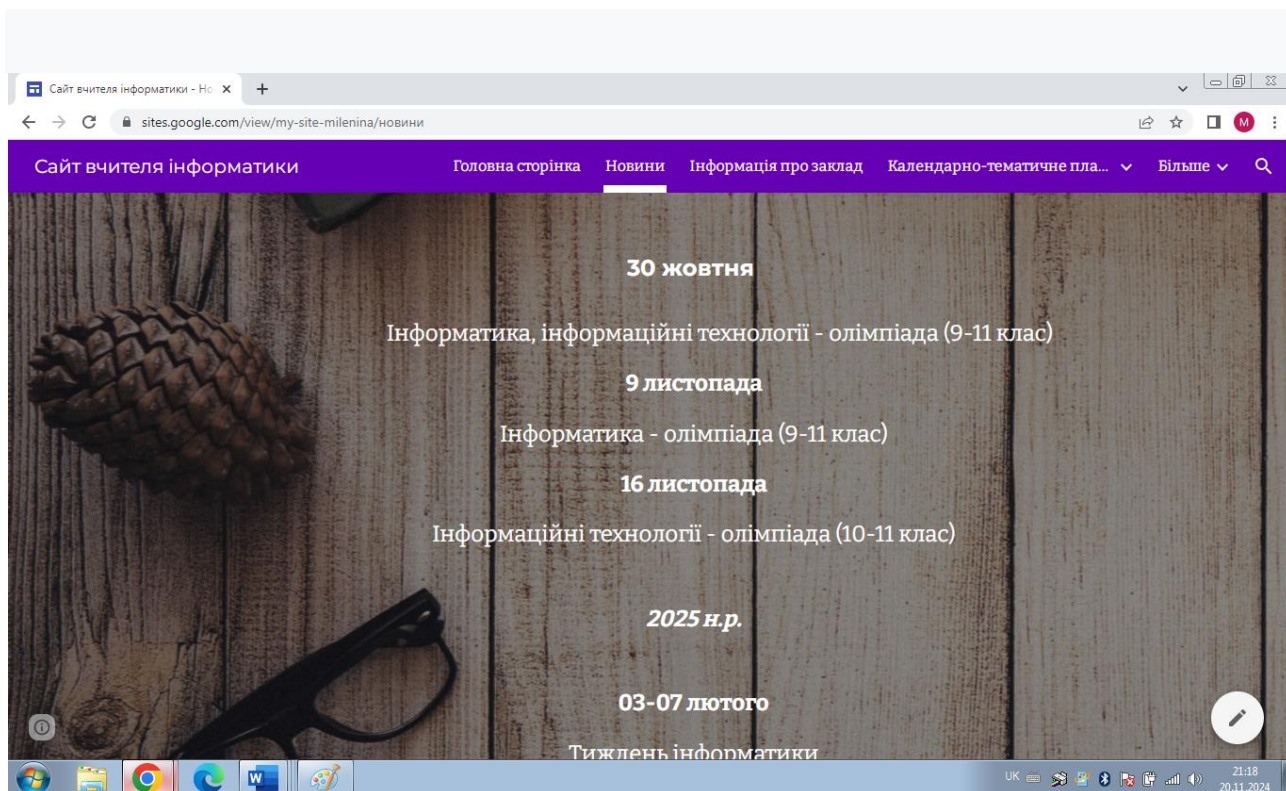 Сайт вчителя інформатики - Но
sites.google.com/view/my-site-milenina/новини
M
Сайт вчителя інформатики Головна сторінка Новини Інформація про заклад Календарно-тематичне пла... Більше
30 жовтня
Інформатика, інформаційні технології - олімпіада (9-11 клас)
9 листопада
Інформатика - олімпіада (9-11 клас)
16 листопада
Інформаційні технології - олімпіада (10-11 клас)
2025 н.р.
03-07 лютого
Тиждень інформатики
UK 21:18
20.11.2024